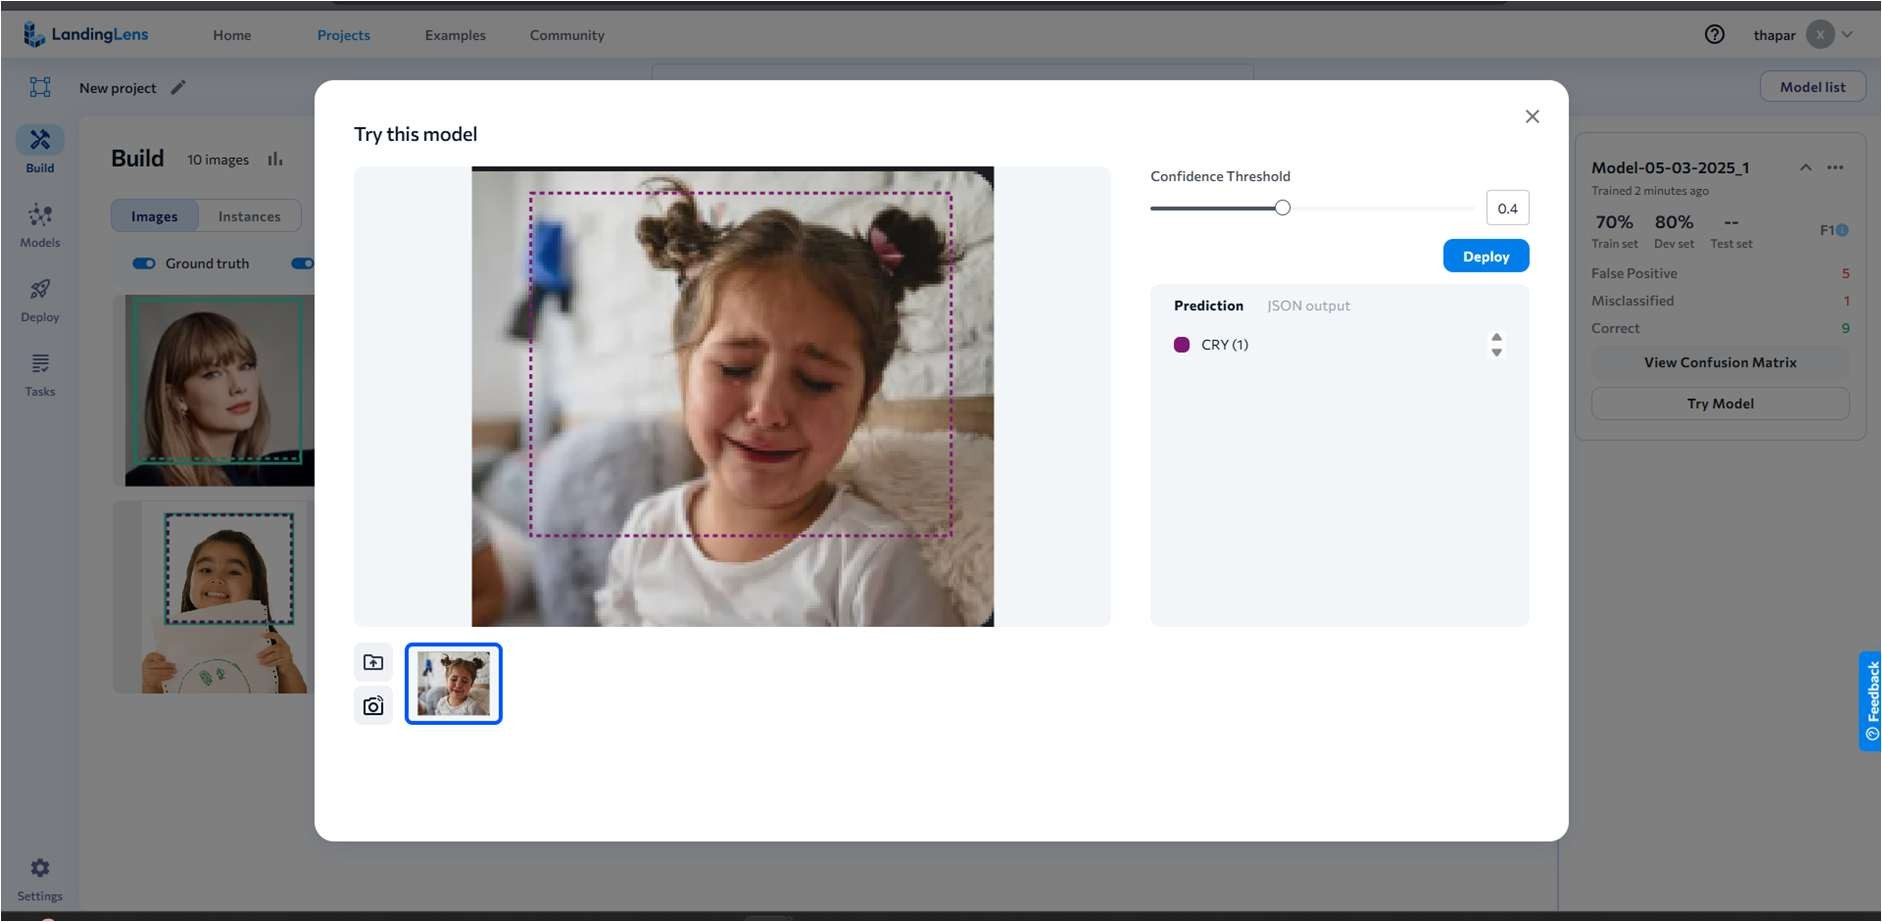 LandingLens Home Projects Examples Community thapar X
New project Model list
Build 10 images
Images Instances
Ground truth
Build
Models
Deploy
Tasks
Settings
Try this model
Confidence Threshold
0.4
Deploy
Prediction JSON output
CRY (1)
Model-05-03-2025_1
Trained 2 minutes ago
70% 80% --
Train set Dev set Test set F1
False Positive 5
Misclassified 1
Correct 9
View Confusion Matrix
Try Model
Feedback